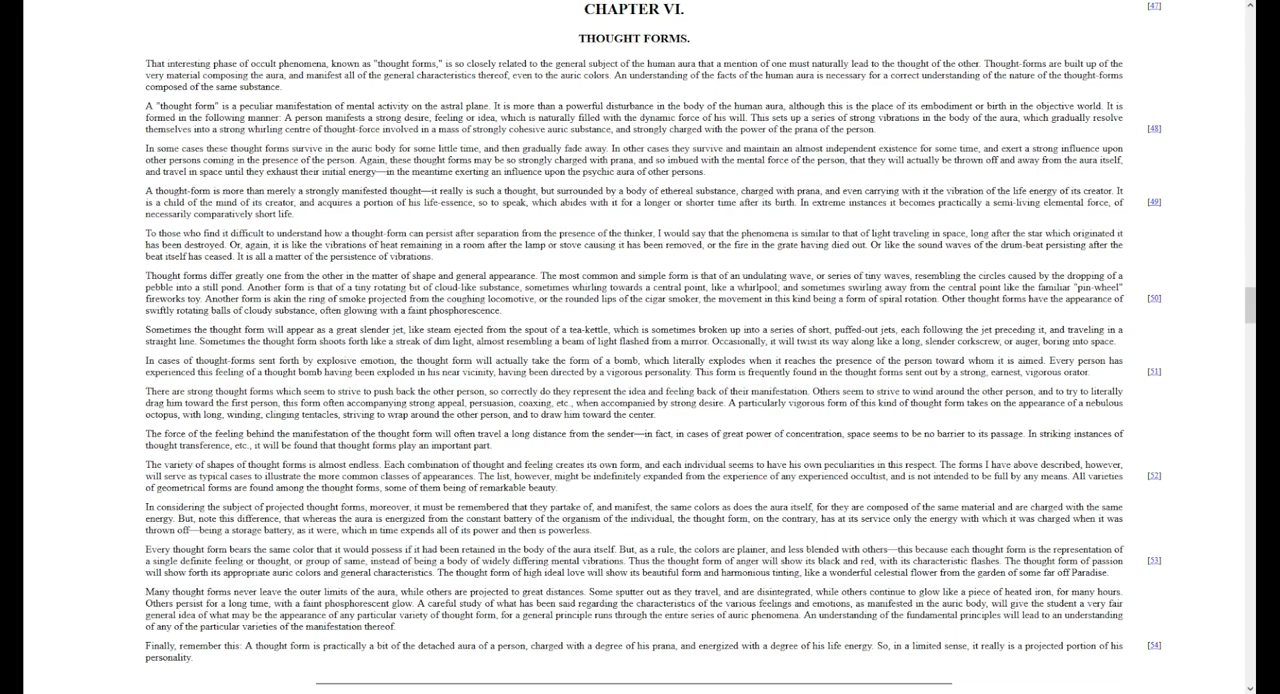 CHAPTER VI.
[47]
THOUGHT FORMS.
That interesting phase of occult phenomena, known as "thought forms," is so closely related to the general subject of the human aura that a mention of one must naturally lead to the thought of the other. Thought-forms are built up of the
very material composing the aura, and manifest all of the general characteristics thereof, even to the auric colors. An understanding of the facts of the human aura is necessary for a correct understanding of the nature of the thought-forms
composed of the same substance.
A "thought form" is a peculiar manifestation of mental activity on the astral plane. It is more than a powerful disturbance in the body of the human aura, although this is the place of its embodiment or birth in the objective world. It is
formed in the following manner: A person manifests a strong desire, feeling or idea, which is naturally filled with the dynamic force of his will. This sets up a series of strong vibrations in the body of the aura, which gradually resolve
themselves into a strong whirling centre of thought-force involved in a mass of strongly cohesive auric substance, and strongly charged with the power of the prana of the person.
[48]
In some cases these thought forms survive in the auric body for some little time, and then gradually fade away. In other cases they survive and maintain an almost independent existence for some time, and exert a strong influence upon
other persons coming in the presence of the person. Again, these thought forms may be so strongly charged with prana, and so imbued with the mental force of the person, that they will actually be thrown off and away from the aura itself,
and travel in space until they exhaust their initial energy—in the meantime exerting an influence upon the psychic aura of other persons.
A thought-form is more than merely a strongly manifested thought—it really is such a thought, but surrounded by a body of ethereal substance, charged with prana, and even carrying with it the vibration of the life energy of its creator. It
is a child of the mind of its creator, and acquires a portion of his life-essence, so to speak, which abides with it for a longer or shorter time after its birth. In extreme instances it becomes practically a semi-living elemental force, of
[49]
necessarily comparatively short life.
To those who find it difficult to understand how a thought-form can persist after separation from the presence of the thinker, I would say that the phenomena is similar to that of light traveling in space, long after the star which originated it
has been destroyed. Or, again, it is like the vibrations of heat remaining in a room after the lamp or stove causing it has been removed, or the fire in the grate having died out. Or like the sound waves of the drum-beat persisting after the
beat itself has ceased. It is all a matter of the persistence of vibrations.
Thought forms differ greatly one from the other in the matter of shape and general appearance. The most common and simple form is that of an undulating wave, or series of tiny waves, resembling the circles caused by the dropping of a
pebble into a still pond. Another form is that of a tiny rotating bit of cloud-like substance, sometimes whirling towards a central point, like a whirlpool; and sometimes swirling away from the central point like the familiar "pin-wheel"
fireworks toy. Another form is akin the ring of smoke projected from the coughing locomotive, or the rounded lips of the cigar smoker, the movement in this kind being a form of spiral rotation. Other thought forms have the appearance of
[50]
swiftly rotating balls of cloudy substance, often glowing with a faint phosphorescence.
Sometimes the thought form will appear as a great slender jet, like steam ejected from the spout of a tea-kettle, which is sometimes broken up into a series of short, puffed-out jets, each following the jet preceding it, and traveling in a
straight line. Sometimes the thought form shoots forth like a streak of dim light, almost resembling a beam of light flashed from a mirror. Occasionally, it will twist its way along like a long, slender corkscrew, or auger, boring into space.
In cases of thought-forms sent forth by explosive emotion, the thought form will actually take the form of a bomb, which literally explodes when it reaches the presence of the person toward whom it is aimed. Every person has
experienced this feeling of a thought bomb having been exploded in his near vicinity, having been directed by a vigorous personality. This form is frequently found in the thought forms sent out by a strong, earnest, vigorous orator.
[51]
There are strong thought forms which seem to strive to push back the other person, so correctly do they represent the idea and feeling back of their manifestation. Others seem to strive to wind around the other person, and to try to literally
drag him toward the first person, this form often accompanying strong appeal, persuasion, coaxing, etc., when accompanied by strong desire. A particularly vigorous form of this kind of thought form takes on the appearance of a nebulous
octopus, with long, winding, clinging tentacles, striving to wrap around the other person, and to draw him toward the center.
The force of the feeling behind the manifestation of the thought form will often travel a long distance from the sender—in fact, in cases of great power of concentration, space seems to be no barrier to its passage. In striking instances of
thought transference, etc., it will be found that thought forms play an important part.
The variety of shapes of thought forms is almost endless. Each combination of thought and feeling creates its own form, and each individual seems to have his own peculiarities in this respect. The forms I have above described, however,
will serve as typical cases to illustrate the more common classes of appearances. The list, however, might be indefinitely expanded from the experience of any experienced occultist, and is not intended to be full by any means. All varieties
[52]
of geometrical forms are found among the thought forms, some of them being of remarkable beauty.
In considering the subject of projected thought forms, moreover, it must be remembered that they partake of, and manifest, the same colors as does the aura itself, for they are composed of the same material and are charged with the same
energy. But, note this difference, that whereas the aura is energized from the constant battery of the organism of the individual, the thought form, on the contrary, has at its service only the energy with which it was charged when it was
thrown off—being a storage battery, as it were, which in time expends all of its power and then is powerless.
Every thought form bears the same color that it would possess if it had been retained in the body of the aura itself. But, as a rule, the colors are plainer, and less blended with others—this because each thought form is the representation of
a single definite feeling or thought, or group of same, instead of being a body of widely differing mental vibrations. Thus the thought form of anger will show its black and red, with its characteristic flashes. The thought form of passion
[53]
will show forth its appropriate auric colors and general characteristics. The thought form of high ideal love will show its beautiful form and harmonious tinting, like a wonderful celestial flower from the garden of some far off Paradise.
Many thought forms never leave the outer limits of the aura, while others are projected to great distances. Some sputter out as they travel, and are disintegrated, while others continue to glow like a piece of heated iron, for many hours.
Others persist for a long time, with a faint phosphorescent glow. A careful study of what has been said regarding the characteristics of the various feelings and emotions, as manifested in the auric body, will give the student a very fair
general idea of what may be the appearance of any particular variety of thought form, for a general principle runs through the entire series of auric phenomena. An understanding of the fundamental principles will lead to an understanding
of any of the particular varieties of the manifestation thereof.
Finally, remember this: A thought form is practically a bit of the detached aura of a person, charged with a degree of his prana, and energized with a degree of his life energy. So, in a limited sense, it really is a projected portion of his
[54]
personality.